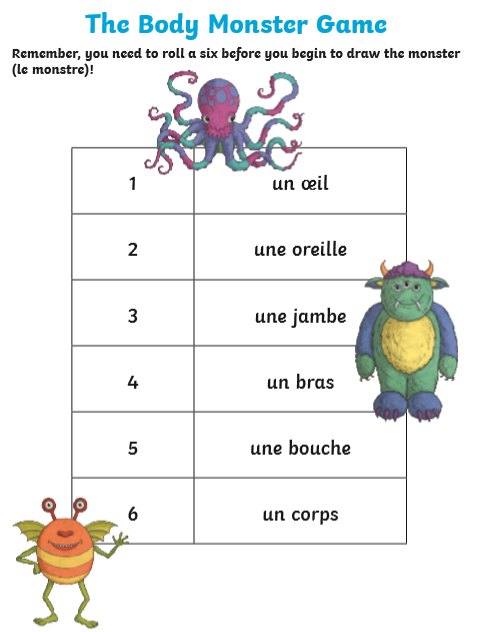 The Body Monster Game
Remember, you need to roll a six before you begin to draw the monster
(le monstre)!
1 un œil
2 une oreille
3 une jambe
4 un bras
5 une bouche
6 un corps